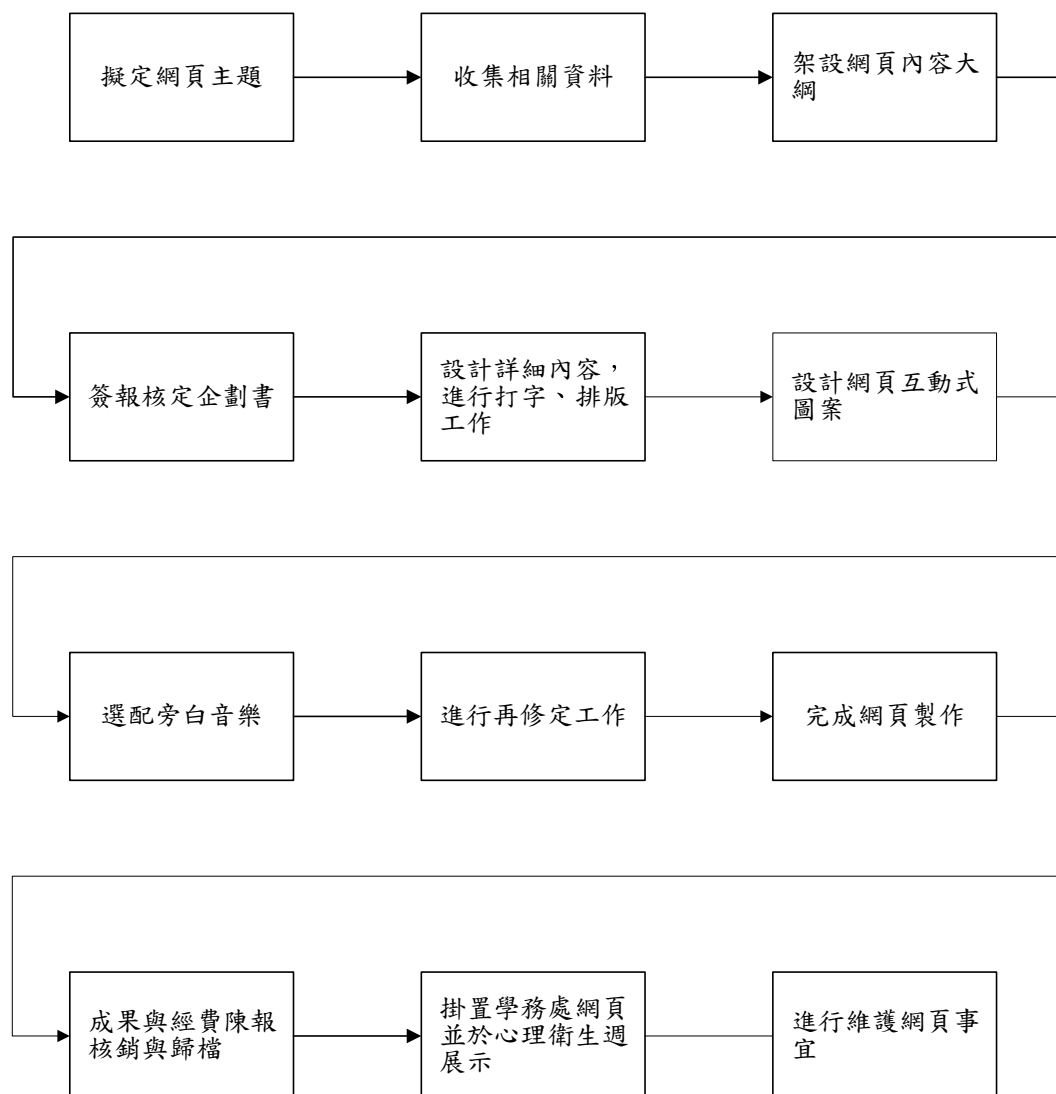 擬定網頁主題
收集相關資料
架設網頁內容大
綱
簽報核定企劃書
設計詳細內容，
進行打字、排版
工作
設計網頁互動式
圖案
選配旁白音樂
進行再修定工作
完成網頁製作
成果與經費陳報
核銷與歸檔
掛置學務處網頁
並於心理衛生週
展示
進行維護網頁事
宜